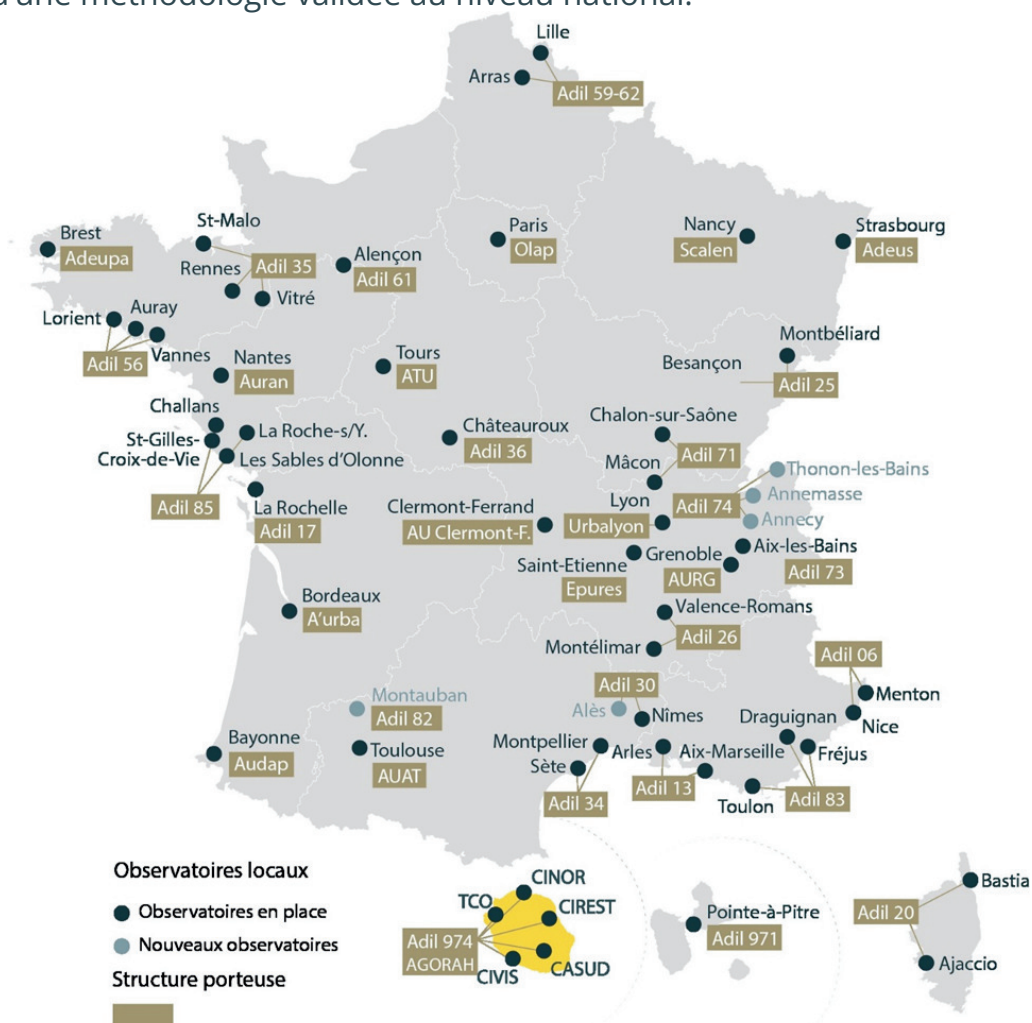 d'une méthodologie validée au niveau national.
Lille
Arras
Adil 59-62
St-Malo
Brest
Adeupa
Rennes
Adil 35
Vitré
Alençon
Adil 61
Paris
Olap
Nancy
Scalen
Strasbourg
Adeus
Lorient
Auray
Vannes
Adil 56
Nantes
Auran
Tours
ATU
Montbéliard
Besançon
Adil 25
Challans
St-Gilles-
Croix-de-Vie
La Roche-s/Y.
Les Sables d'Olonne
Adil 85
La Rochelle
Adil 17
Châteauroux
Adil 36
Chalon-sur-Saône
Adil 71
Mâcon
Thonon-les-Bains
Annemasse
Annecy
Adil 74
Lyon
Urbalyon
Clermont-Ferrand
AU Clermont-F.
Saint-Etienne
Epures
Grenoble
AURG
Aix-les-Bains
Adil 73
Bordeaux
A'urba
Valence-Romans
Adil 26
Montélimar
Adil 06
Menton
Nice
Adil 30
Alès
Nîmes
Montauban
Adil 82
Toulouse
AUAT
Bayonne
Audap
Montpellier
Sète
Adil 34
Arles
Aix-Marseille
Adil 13
Draguignan
Fréjus
Toulon
Adil 83
Observatoires locaux
Observatoires en place
Nouveaux observatoires
Structure porteuse
CINOR
TCO
CIREST
Adil 974
AGORAH
CIVIS
CASUD
Pointe-à-Pitre
Adil 971
Bastia
Adil 20
Ajaccio